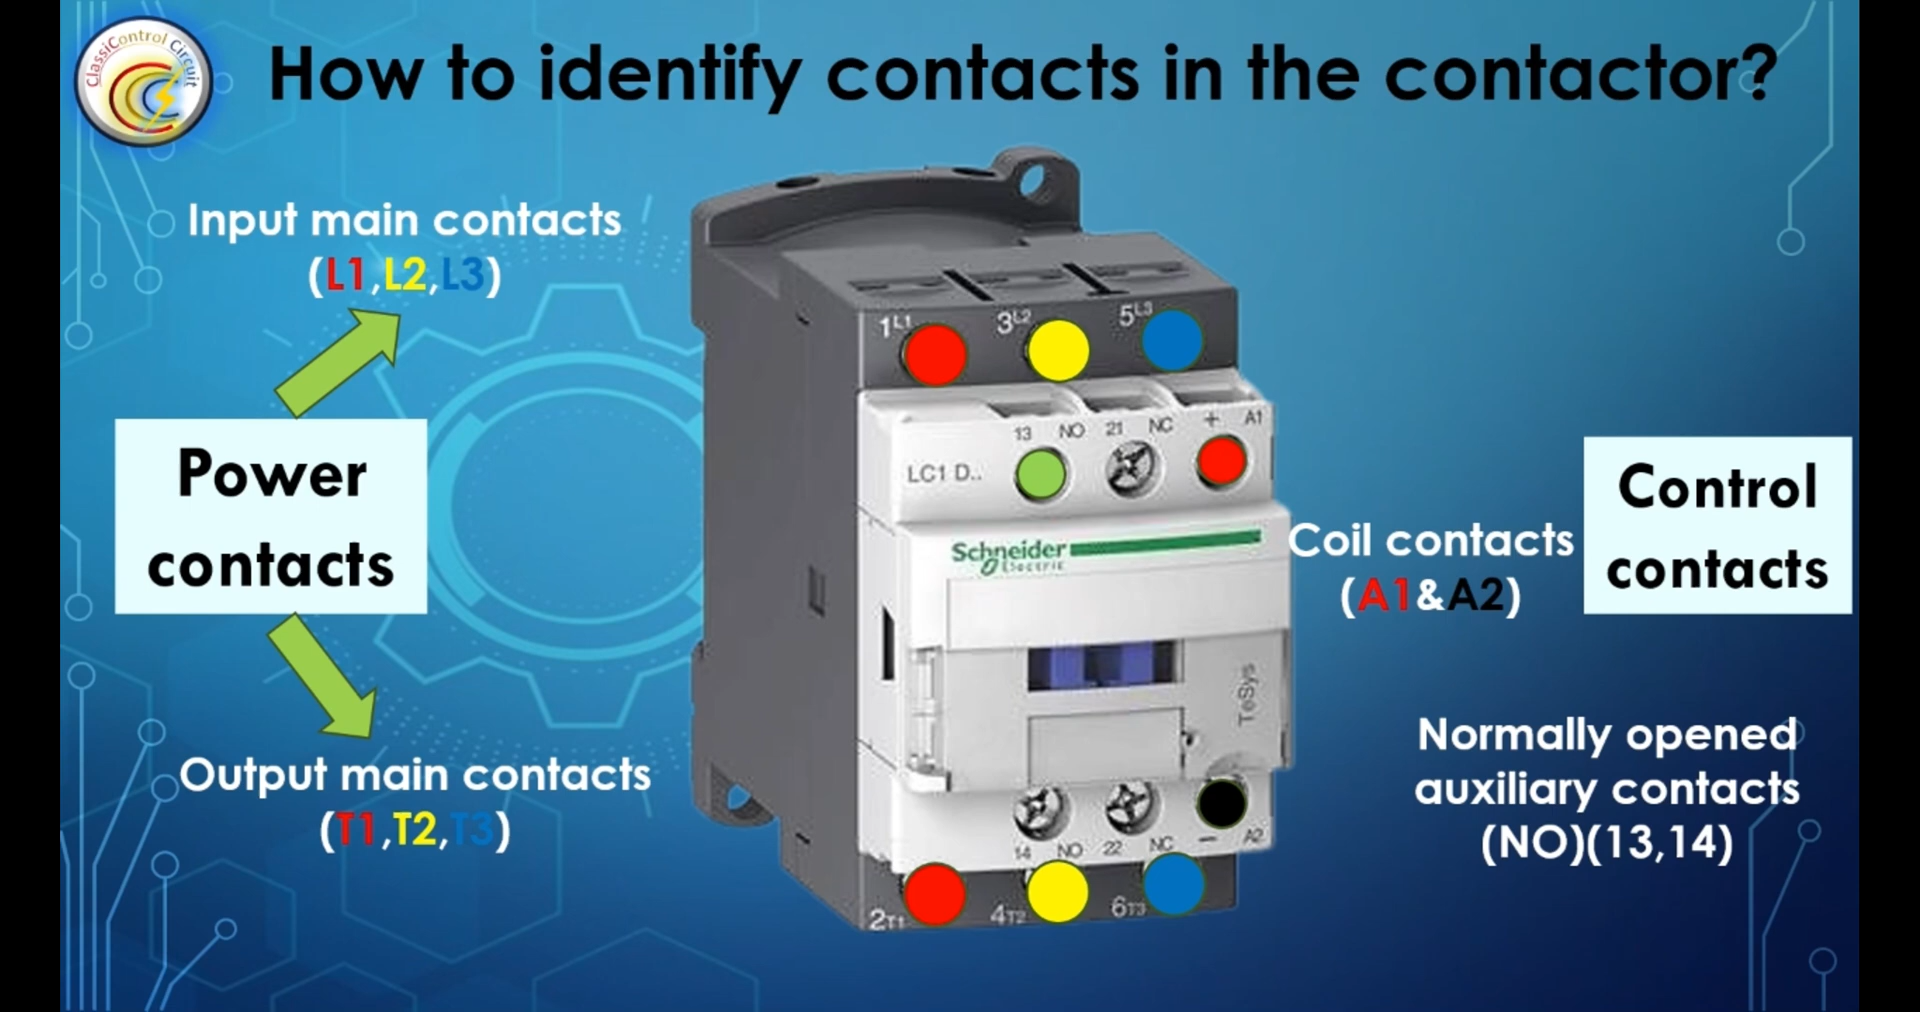 ClassiControl Circuit
How to identify contacts in the contactor?
Input main contacts
(L1,L2,L3)
Power
contacts
Output main contacts
(T1,T2,T3)
1L1 3L2 5L3
13 NO 21 NC + A1
LC1 D..
Schneider
Electric
TeSys
14 NO 22 NC − A2
2T1 4T2 6T3
Coil contacts
(A1&A2)
Control
contacts
Normally opened
auxiliary contacts
(NO)(13,14)